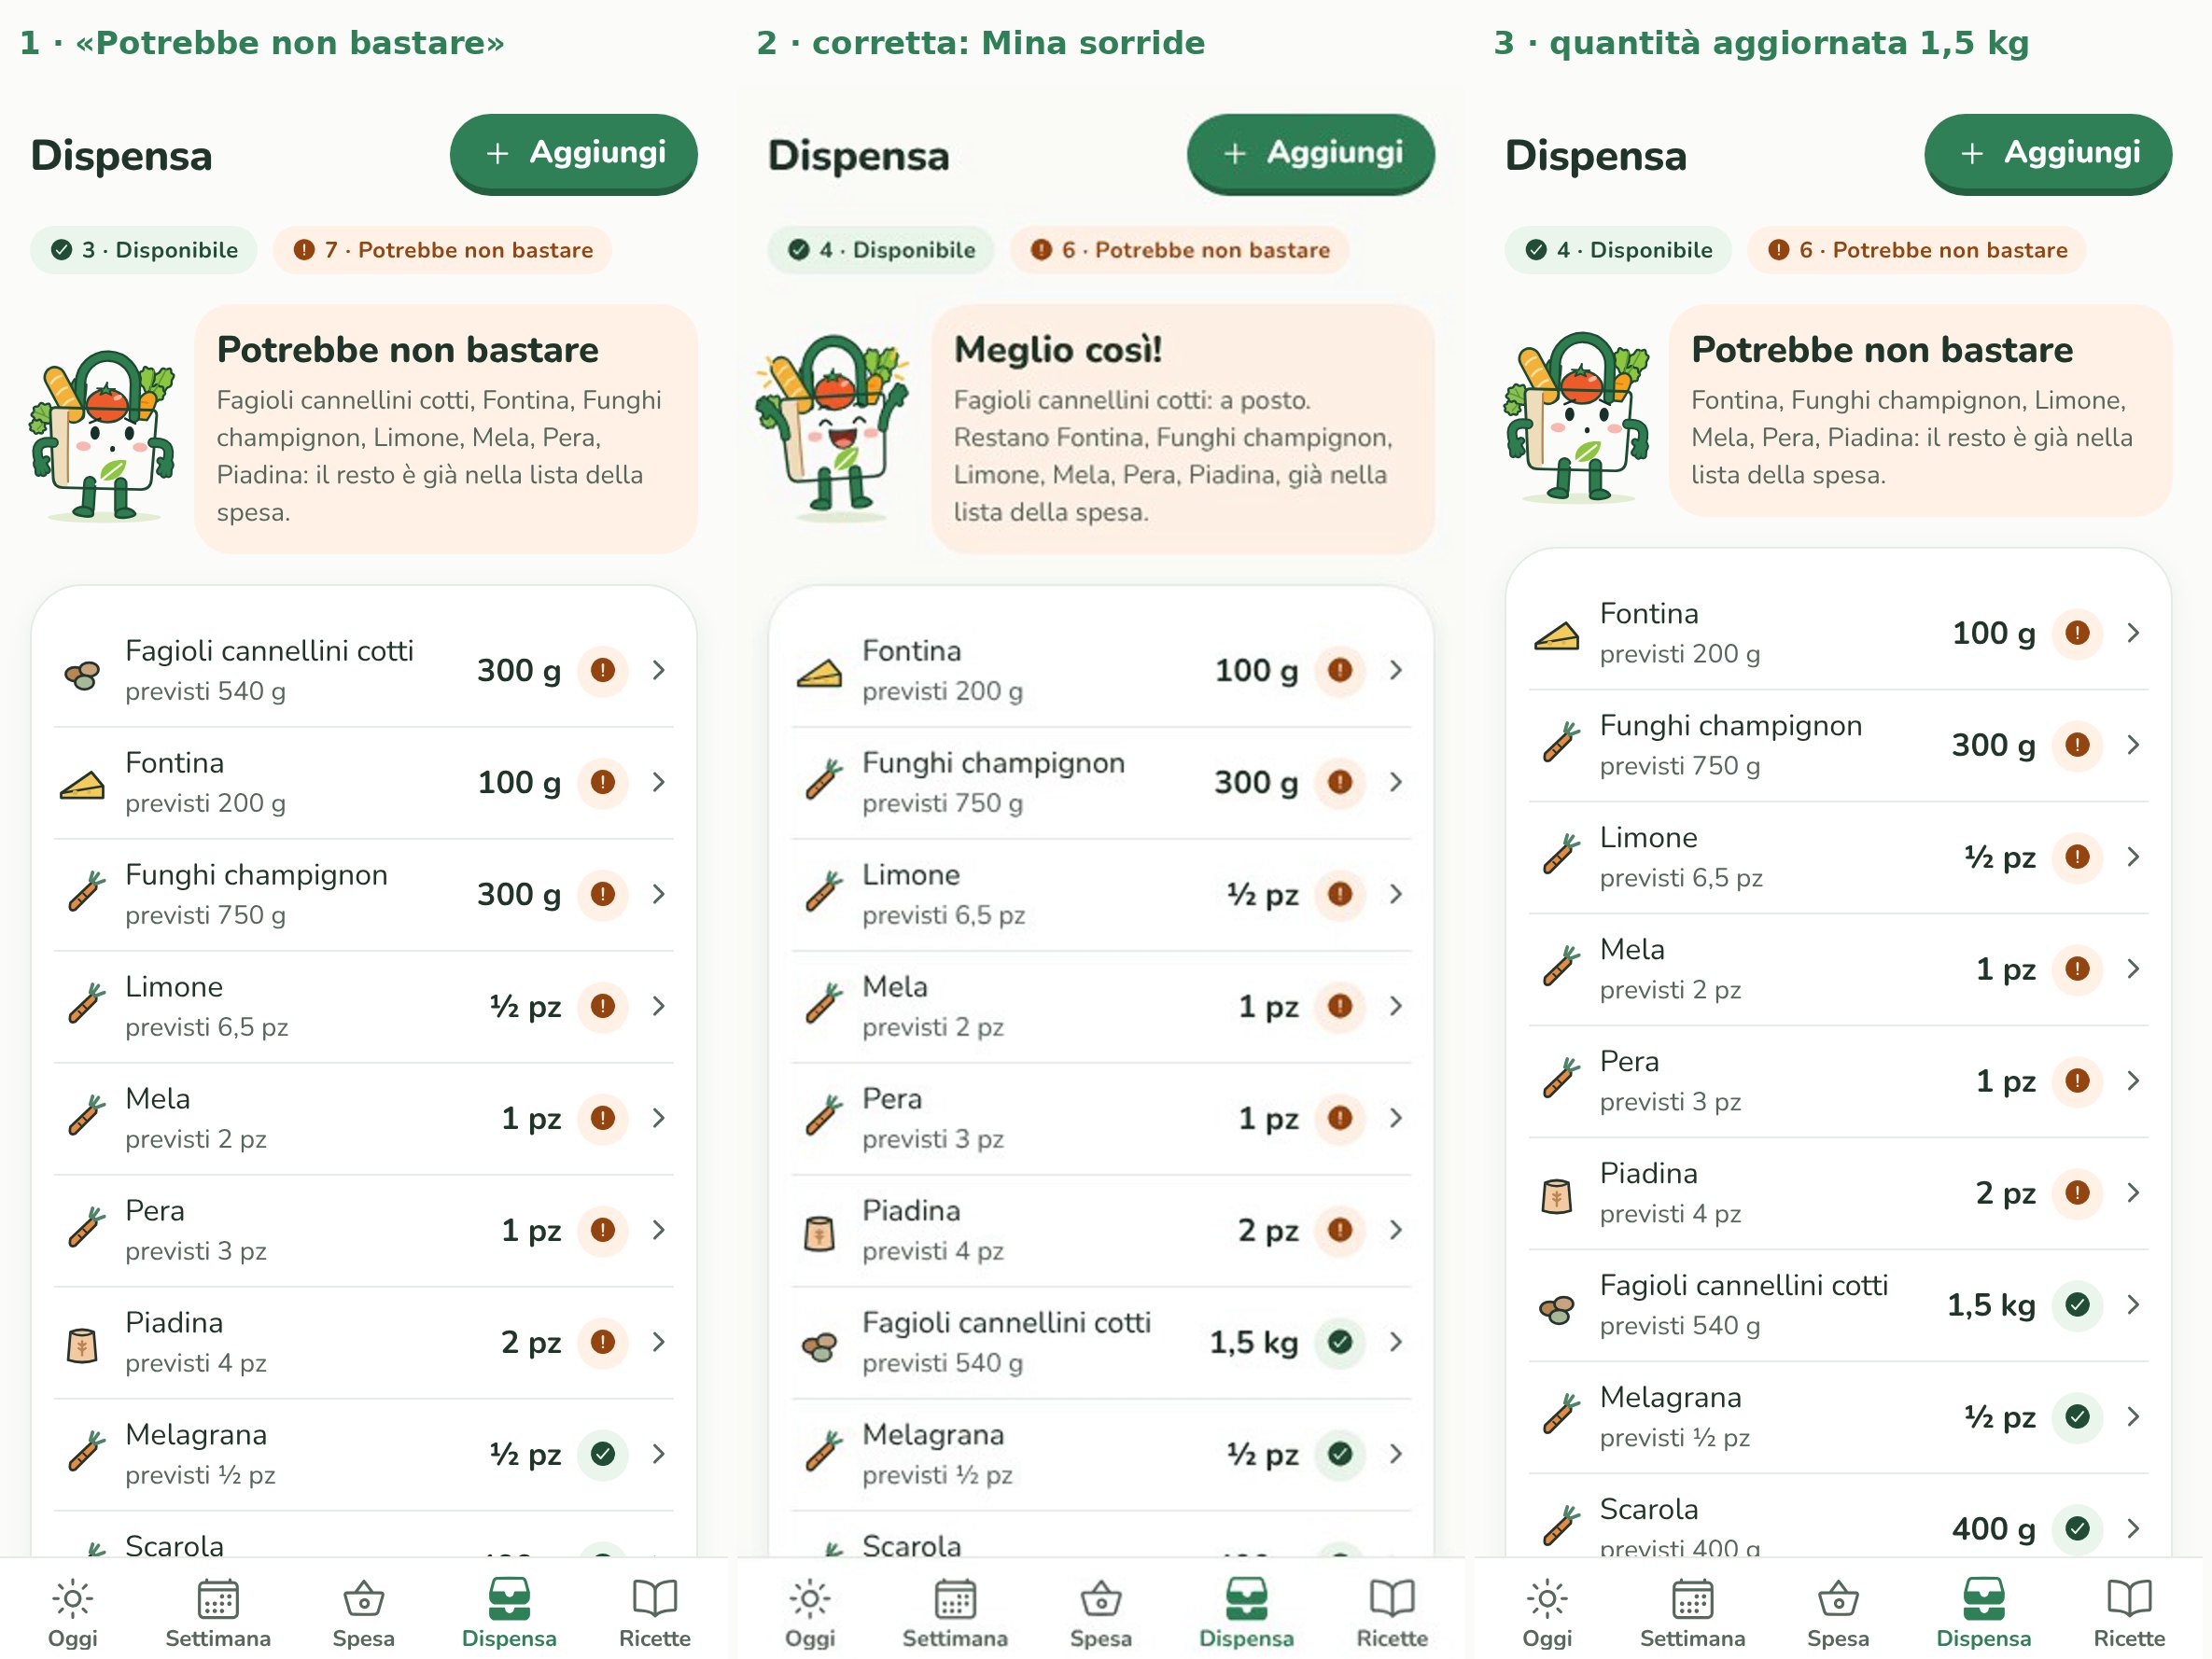 1 · «Potrebbe non bastare»
Dispensa
+ Aggiungi
3 · Disponibile
7 · Potrebbe non bastare
Potrebbe non bastare
Fagioli cannellini cotti, Fontina, Funghi
champignon, Limone, Mela, Pera,
Piadina: il resto è già nella lista della
spesa.
Fagioli cannellini cotti
previsti 540 g
300 g
Fontina
previsti 200 g
100 g
Funghi champignon
previsti 750 g
300 g
Limone
previsti 6,5 pz
½ pz
Mela
previsti 2 pz
1 pz
Pera
previsti 3 pz
1 pz
Piadina
previsti 4 pz
2 pz
Melagrana
previsti ½ pz
½ pz
Scarola
Oggi
Settimana
Spesa
Dispensa
Ricette
2 · corretta: Mina sorride
Dispensa
+ Aggiungi
4 · Disponibile
6 · Potrebbe non bastare
Meglio così!
Fagioli cannellini cotti: a posto.
Restano Fontina, Funghi champignon,
Limone, Mela, Pera, Piadina, già nella
lista della spesa.
Fontina
previsti 200 g
100 g
Funghi champignon
previsti 750 g
300 g
Limone
previsti 6,5 pz
½ pz
Mela
previsti 2 pz
1 pz
Pera
previsti 3 pz
1 pz
Piadina
previsti 4 pz
2 pz
Fagioli cannellini cotti
previsti 540 g
1,5 kg
Melagrana
previsti ½ pz
½ pz
Scarola
Oggi
Settimana
Spesa
Dispensa
Ricette
3 · quantità aggiornata 1,5 kg
Dispensa
+ Aggiungi
4 · Disponibile
6 · Potrebbe non bastare
Potrebbe non bastare
Fontina, Funghi champignon, Limone,
Mela, Pera, Piadina: il resto è già nella
lista della spesa.
Fontina
previsti 200 g
100 g
Funghi champignon
previsti 750 g
300 g
Limone
previsti 6,5 pz
½ pz
Mela
previsti 2 pz
1 pz
Pera
previsti 3 pz
1 pz
Piadina
previsti 4 pz
2 pz
Fagioli cannellini cotti
previsti 540 g
1,5 kg
Melagrana
previsti ½ pz
½ pz
Scarola
previsti 400 g
400 g
Oggi
Settimana
Spesa
Dispensa
Ricette